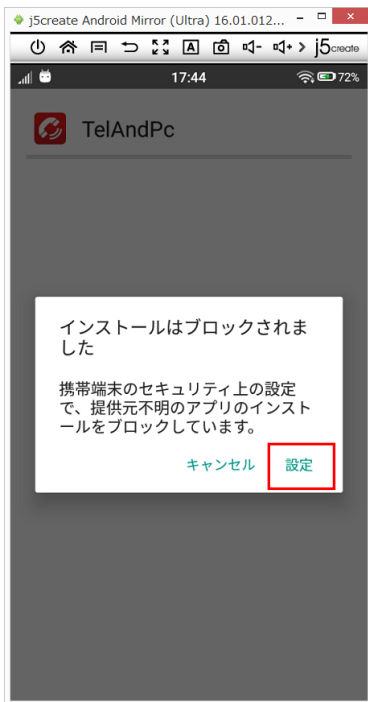 j5create Android Mirror (Ultra) 16.01.012...
A
j5create
17:44
72%
TelAndPc
インストールはブロックされま
した
携帯端末のセキュリティ上の設定
で、提供元不明のアプリのインスト
ールをブロックしています。
キャンセル 設定